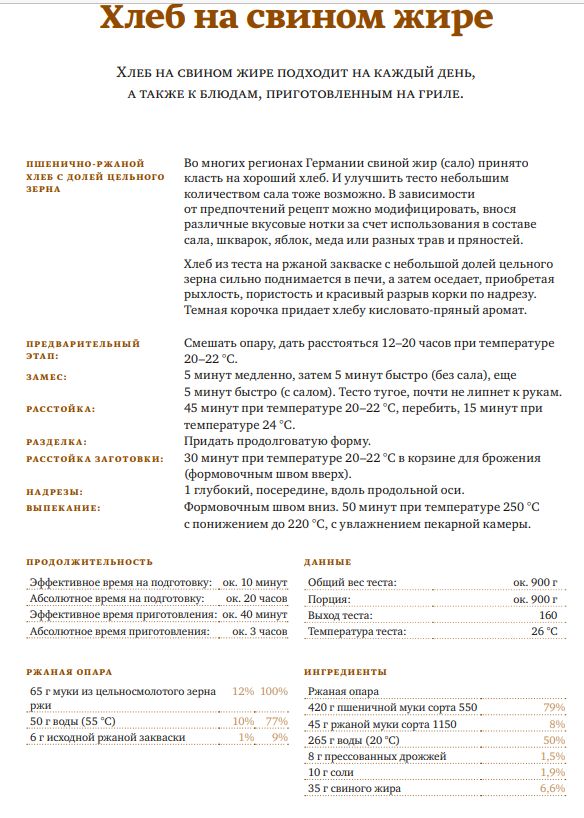 Хлеб на свином жире
Хлеб на свином жире подходит на каждый день,
а также к блюдам, приготовленным на гриле.
пшенично-ржаной
хлеб с долей цельного
зерна
Во многих регионах Германии свиной жир (сало) принято
класть на хороший хлеб. И улучшить тесто небольшим
количеством сала тоже возможно. В зависимости
от предпочтений рецепт можно модифицировать, внося
различные вкусовые нотки за счет использования в составе
сала, шкварок, яблок, меда или разных трав и пряностей.
Хлеб из теста на ржаной закваске с небольшой долей цельного
зерна сильно поднимается в печи, а затем оседает, приобретая
рыхлость, пористость и красивый разрыв корки по надрезу.
Темная корочка придает хлебу кисловато-пряный аромат.
предварительный
этап:
Смешать опару, дать расстояться 12–20 часов при температуре
20–22 °С.
замес:
5 минут медленно, затем 5 минут быстро (без сала), еще
5 минут быстро (с салом). Тесто тугое, почти не липнет к рукам.
расстойка:
45 минут при температуре 20–22 °С, перебить, 15 минут при
температуре 24 °С.
разделка:
Придать продолговатую форму.
расстойка заготовки:
30 минут при температуре 20–22 °С в корзине для брожения
(формовочным швом вверх).
надрезы:
1 глубокий, посередине, вдоль продольной оси.
выпекание:
Формовочным швом вниз. 50 минут при температуре 250 °С
с понижением до 220 °С, с увлажнением пекарной камеры.
продолжительность
Эффективное время на подготовку: ок. 10 минут
Абсолютное время на подготовку: ок. 20 часов
Эффективное время приготовления: ок. 40 минут
Абсолютное время приготовления: ок. 3 часов
данные
Общий вес теста: ок. 900 г
Порция: ок. 900 г
Выход теста: 160
Температура теста: 26 °С
ржаная опара
65 г муки из цельносмолотого зерна 12% 100%
ржи
50 г воды (55 °С) 10% 77%
6 г исходной ржаной закваски 1% 9%
ингредиенты
Ржаная опара
420 г пшеничной муки сорта 550 79%
45 г ржаной муки сорта 1150 8%
265 г воды (20 °С) 50%
8 г прессованных дрожжей 1,5%
10 г соли 1,9%
35 г свиного жира 6,6%